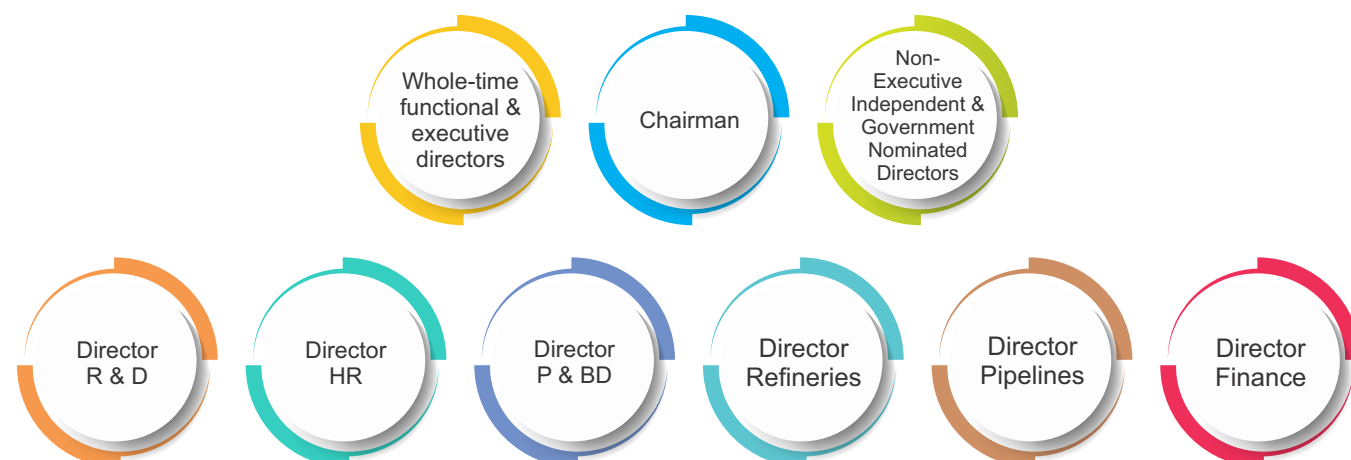 Whole-time
functional &
executive
directors
Chairman
Non-
Executive
Independent &
Government
Nominated
Directors
Director
R & D
Director
HR
Director
P & BD
Director
Refineries
Director
Pipelines
Director
Finance